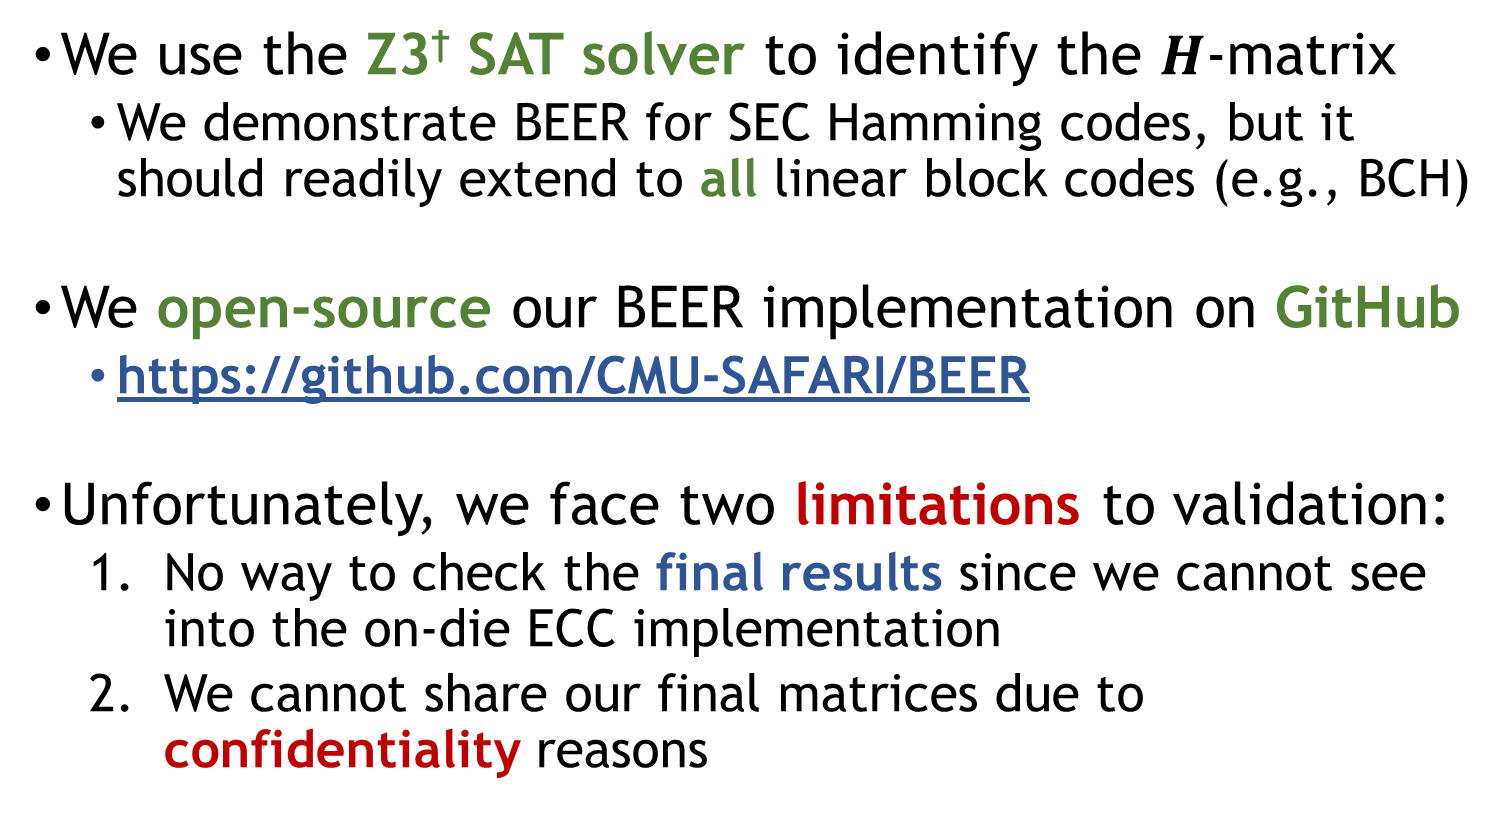 • We use the Z3† SAT solver to identify the H-matrix
• We demonstrate BEER for SEC Hamming codes, but it
should readily extend to all linear block codes (e.g., BCH)
• We open-source our BEER implementation on GitHub
• https://github.com/CMU-SAFARI/BEER
• Unfortunately, we face two limitations to validation:
1. No way to check the final results since we cannot see
into the on-die ECC implementation
2. We cannot share our final matrices due to
confidentiality reasons